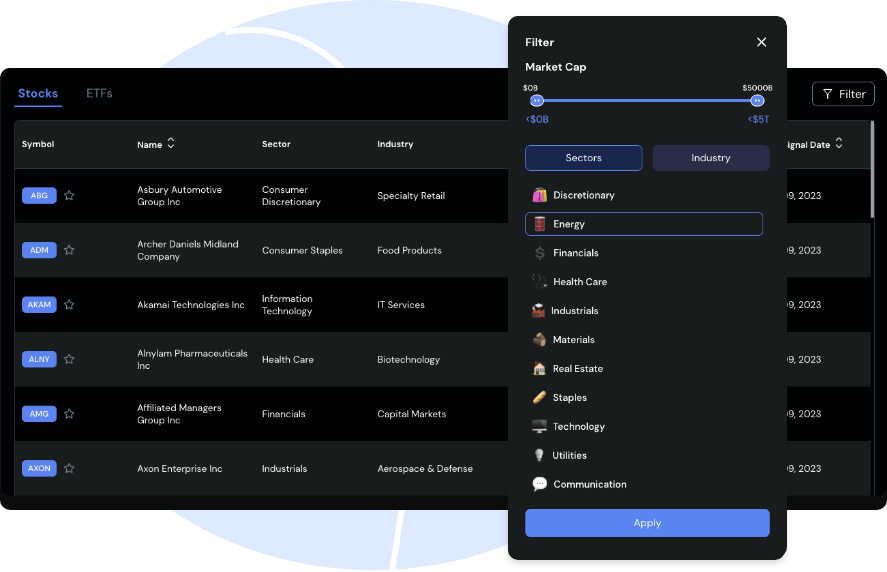 Stocks
ETFs
Filter
Symbol
Name
Sector
Industry
Signal Date
ABG
Asbury Automotive
Group Inc
Consumer
Discretionary
Specialty Retail
09, 2023
ADM
Archer Daniels Midland
Company
Consumer Staples
Food Products
09, 2023
AKAM
Akamai Technologies Inc
Information
Technology
IT Services
09, 2023
ALNY
Alnylam Pharmaceuticals
Inc
Health Care
Biotechnology
09, 2023
AMG
Affiliated Managers
Group Inc
Financials
Capital Markets
09, 2023
AXON
Axon Enterprise Inc
Industrials
Aerospace & Defense
09, 2023
Filter
Market Cap
$0B
$5000B
<$0B
<$5T
Sectors
Industry
Discretionary
Energy
Financials
Health Care
Industrials
Materials
Real Estate
Staples
Technology
Utilities
Communication
Apply